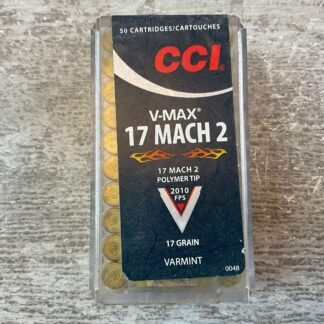 50 CARTRIDGES/CARTOUCHES
CCI
V-MAX®
17 MACH 2
17 MACH 2
POLYMER TIP
2010
FPS
17 GRAIN
VARMINT
0048